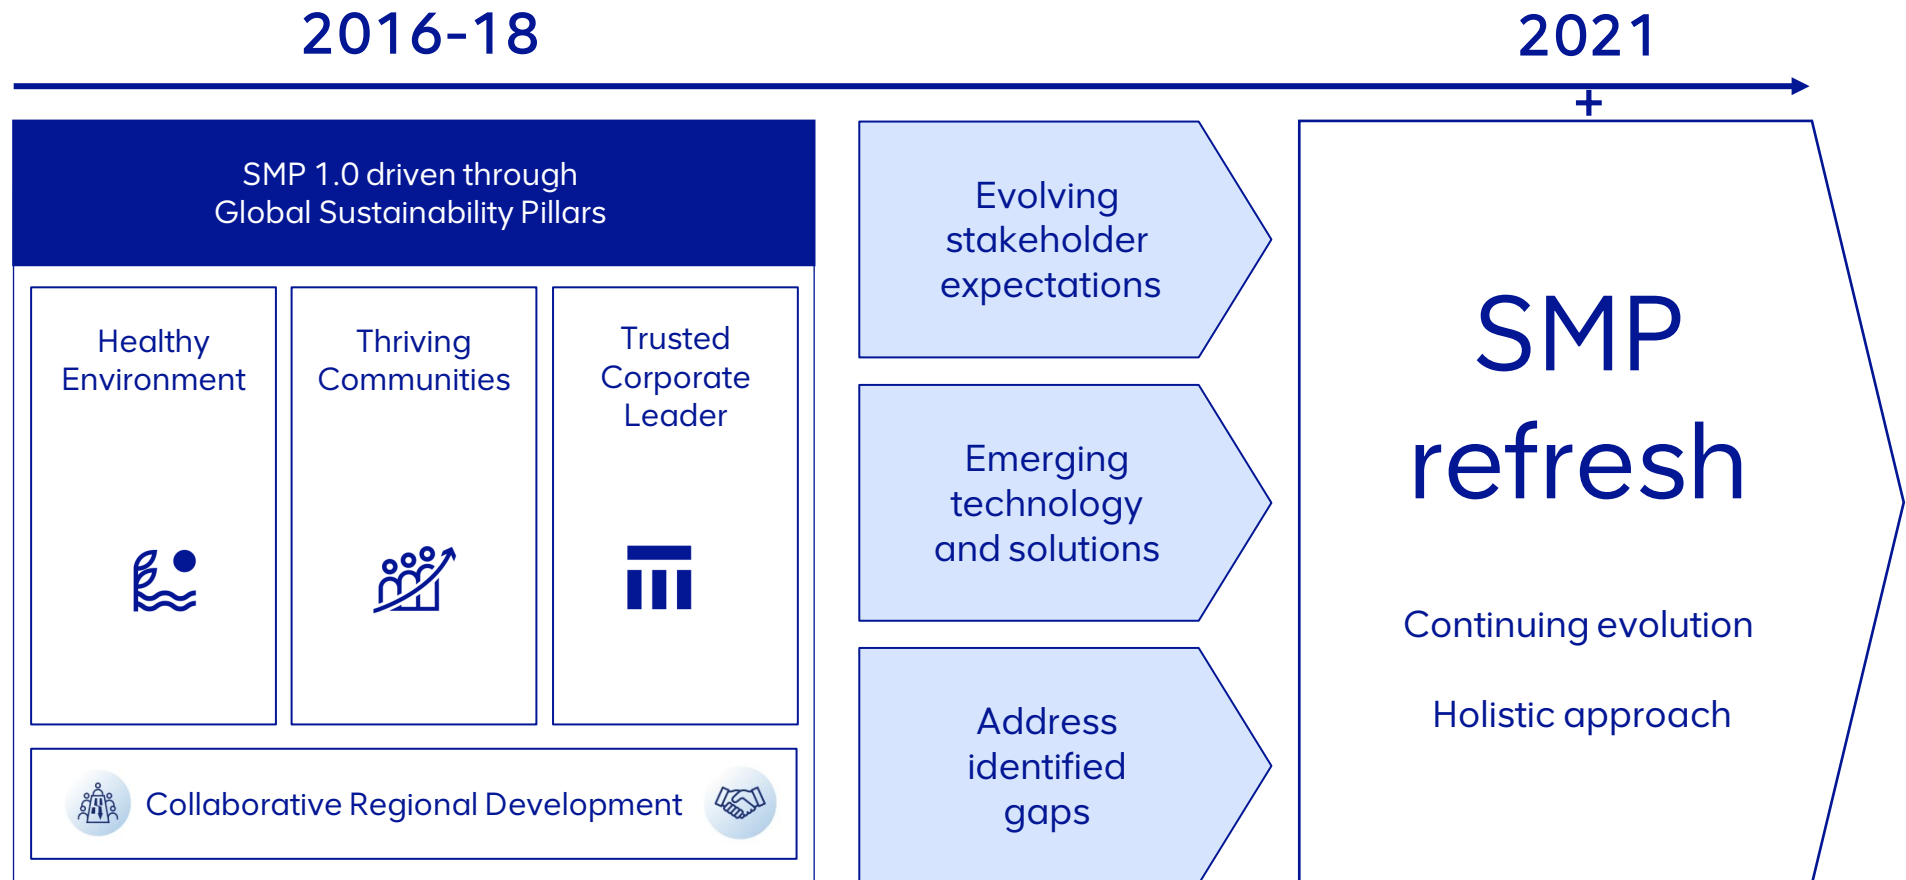 2016-18
2021
+
SMP 1.0 driven through
Global Sustainability Pillars
Healthy
Environment
Thriving
Communities
Trusted
Corporate
Leader
Collaborative Regional Development
Evolving
stakeholder
expectations
Emerging
technology
and solutions
Address
identified
gaps
SMP
refresh
Continuing evolution
Holistic approach